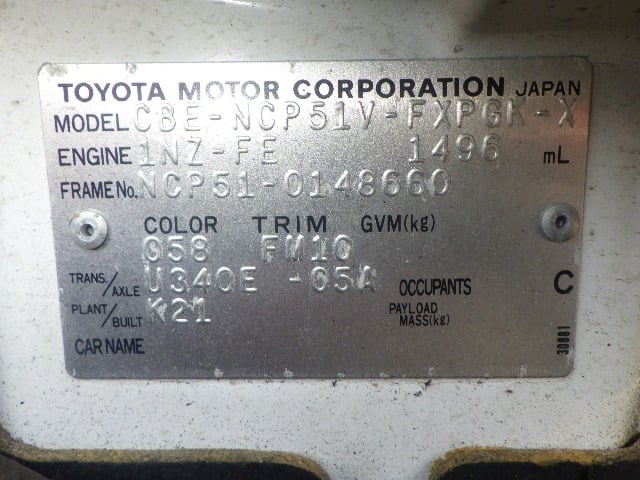 TOYOTA MOTOR CORPORATION JAPAN
MODEL CBE-NCP51V-FXPGK-X
ENGINE 1NZ-FE 1496 mL
FRAME No. NCP51-0148660
COLOR TRIM GVM(kg)
058 FM10
TRANS./AXLE U340E -05A OCCUPANTS C
PLANT/BUILT K21 PAYLOAD MASS(kg)
CAR NAME
30881